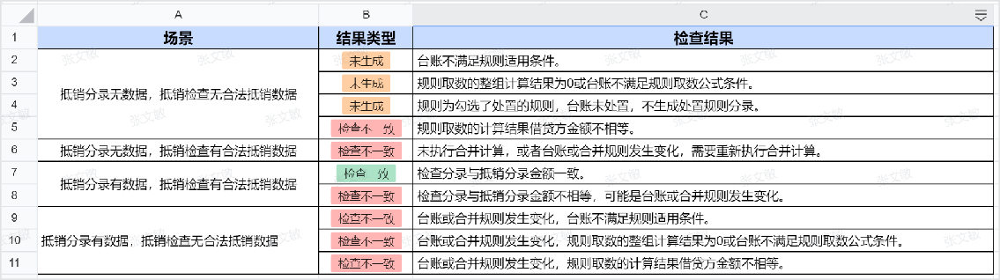 A B C
1 场景 结果类型 检查结果
2 抵销分录无数据，抵销检查无合法抵销数据 未生成 台账不满足规则适用条件。
3 未生成 规则取数的整组计算结果为0或台账不满足规则取数公式条件。
4 未生成 规则为勾选了处置的规则，台账未处置，不生成处置规则分录。
5 检查不一致 规则取数的计算结果借贷方金额不相等。
6 抵销分录无数据，抵销检查有合法抵销数据 检查不一致 未执行合并计算，或者台账或合并规则发生变化，需要重新执行合并计算。
7 抵销分录有数据，抵销检查有合法抵销数据 检查一致 检查分录与抵销分录金额一致。
8 检查不一致 检查分录与抵销分录金额不相等，可能是台账或合并规则发生变化。
9 抵销分录有数据，抵销检查无合法抵销数据 检查不一致 台账或合并规则发生变化，台账不满足规则适用条件。
10 检查不一致 台账或合并规则发生变化，规则取数的整组计算结果为0或台账不满足规则取数公式条件。
11 检查不一致 台账或合并规则发生变化，规则取数的计算结果借贷方金额不相等。
张文敏